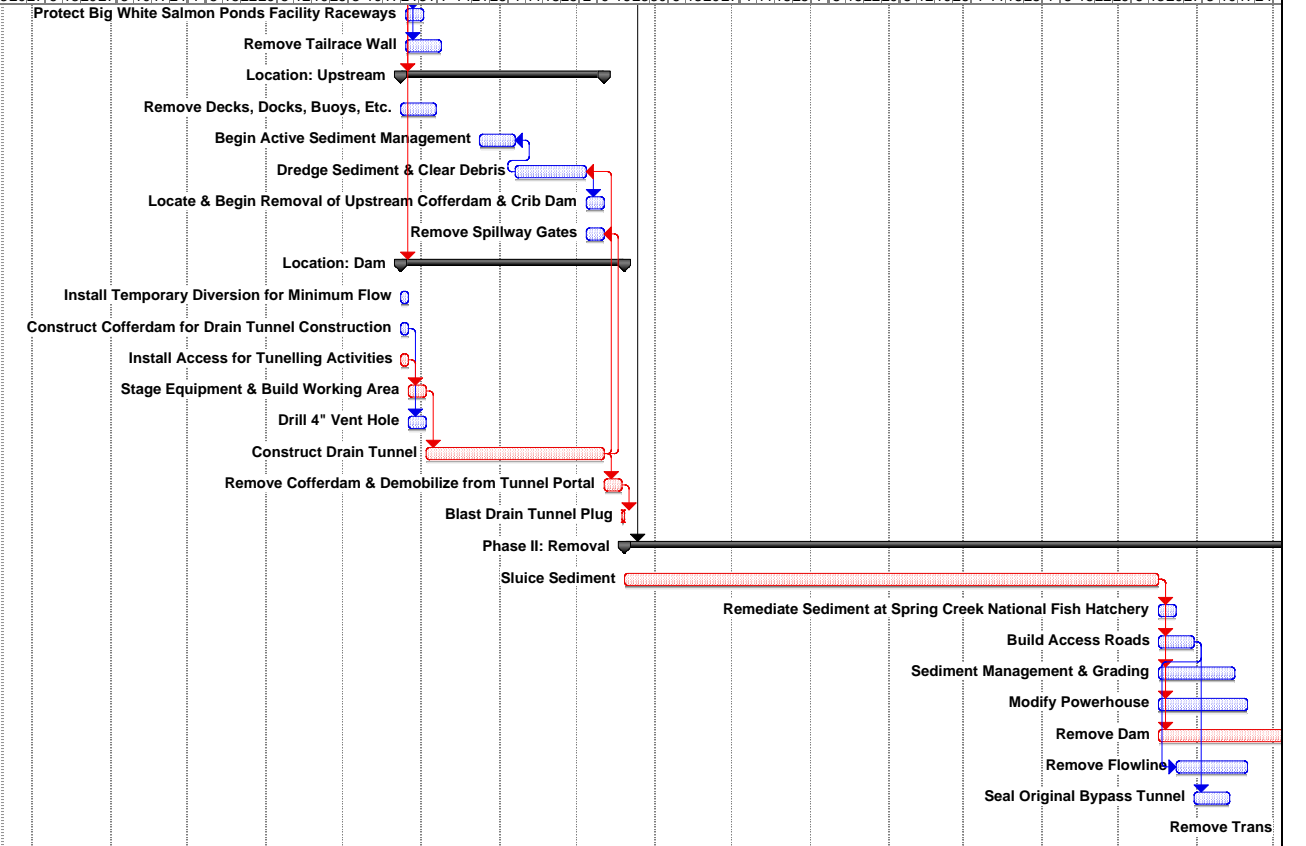 Protect Big White Salmon Ponds Facility Raceways
Remove Tailrace Wall
Location: Upstream
Remove Decks, Docks, Buoys, Etc.
Begin Active Sediment Management
Dredge Sediment & Clear Debris
Locate & Begin Removal of Upstream Cofferdam & Crib Dam
Remove Spillway Gates
Location: Dam
Install Temporary Diversion for Minimum Flow
Construct Cofferdam for Drain Tunnel Construction
Install Access for Tunelling Activities
Stage Equipment & Build Working Area
Drill 4" Vent Hole
Construct Drain Tunnel
Remove Cofferdam & Demobilize from Tunnel Portal
Blast Drain Tunnel Plug
Phase II: Removal
Sluice Sediment
Remediate Sediment at Spring Creek National Fish Hatchery
Build Access Roads
Sediment Management & Grading
Modify Powerhouse
Remove Dam
Remove Flowline
Seal Original Bypass Tunnel
Remove Trans